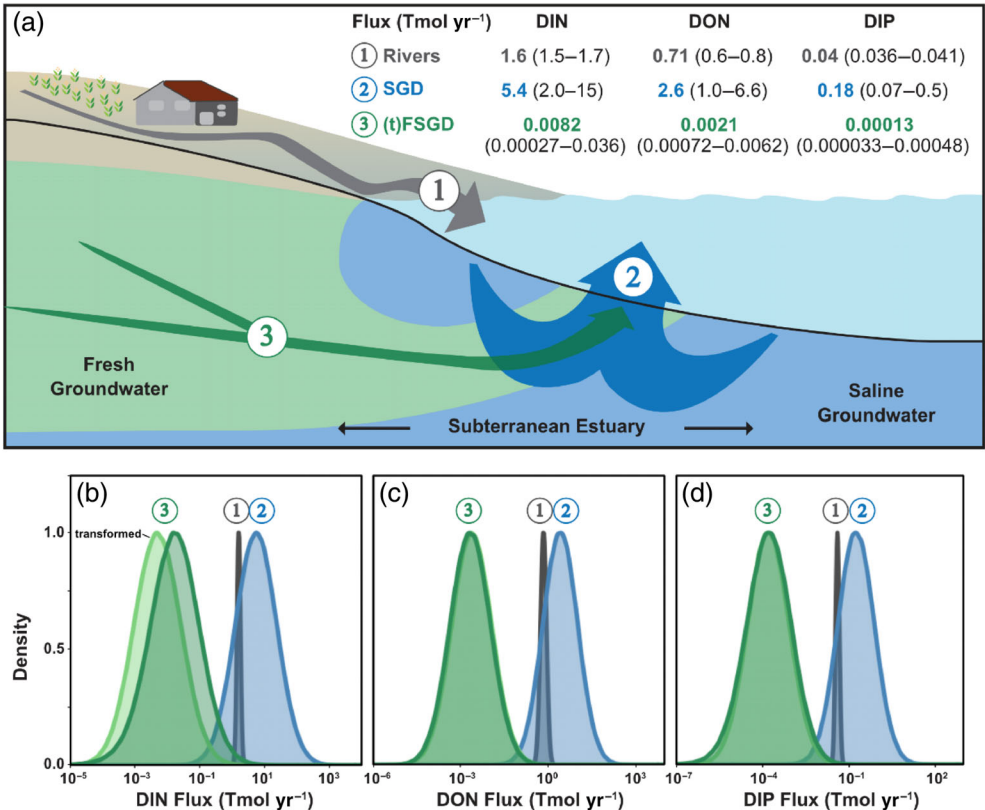 (a) Flux (Tmol yr⁻¹) DIN DON DIP
① Rivers 1.6 (1.5–1.7) 0.71 (0.6–0.8) 0.04 (0.036–0.041)
② SGD 5.4 (2.0–15) 2.6 (1.0–6.6) 0.18 (0.07–0.5)
③ (t)FSGD 0.0082 0.0021 0.00013
(0.00027–0.036) (0.00072–0.0062) (0.000033–0.00048)
1
2
3
Fresh
Groundwater
Saline
Groundwater
Subterranean Estuary
(b) 3 1 2
transformed
Density
1.0
0.5
0.0
10⁻⁵ 10⁻³ 10⁻¹ 10¹ 10³
DIN Flux (Tmol yr⁻¹)
(c) 3 1 2
10⁻⁶ 10⁻³ 10⁰ 10³
DON Flux (Tmol yr⁻¹)
(d) 3 1 2
10⁻⁷ 10⁻⁴ 10⁻¹ 10²
DIP Flux (Tmol yr⁻¹)